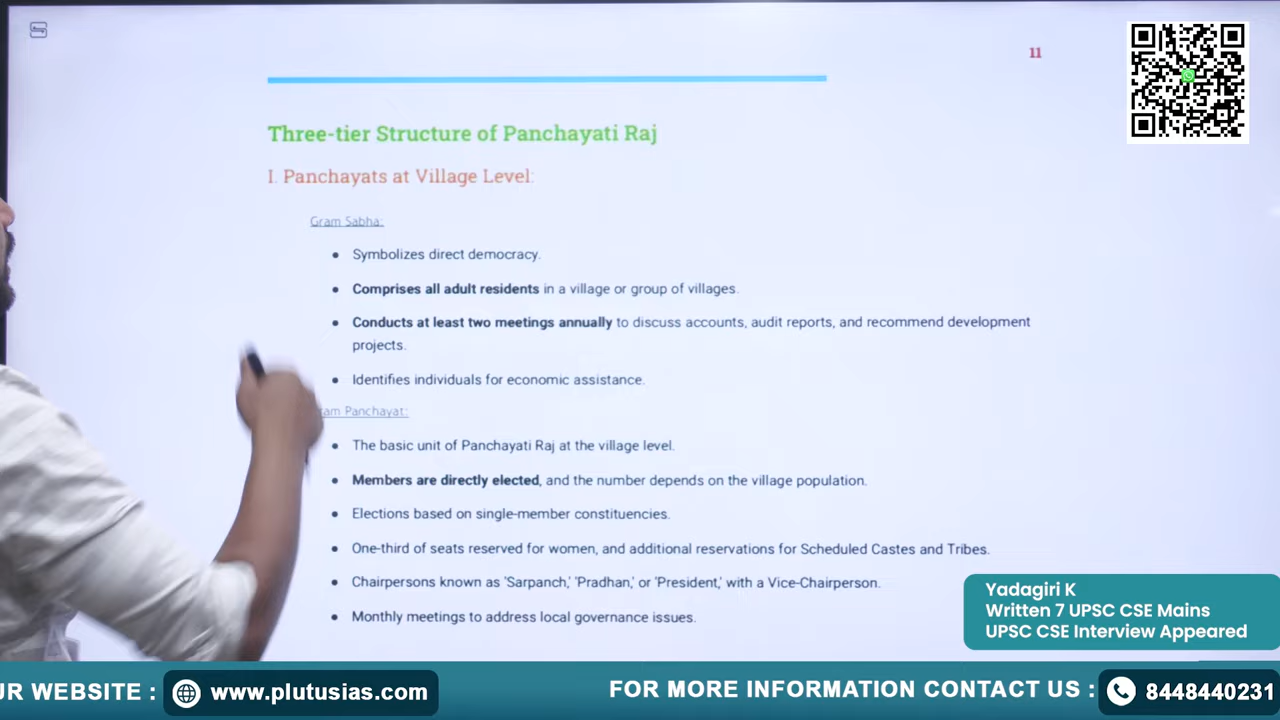 11
Three-tier Structure of Panchayati Raj
I. Panchayats at Village Level:
Gram Sabha:
● Symbolizes direct democracy.
● Comprises all adult residents in a village or group of villages.
● Conducts at least two meetings annually to discuss accounts, audit reports, and recommend development
projects.
● Identifies individuals for economic assistance.
am Panchayat:
● The basic unit of Panchayati Raj at the village level.
● Members are directly elected, and the number depends on the village population.
● Elections based on single-member constituencies.
● One-third of seats reserved for women, and additional reservations for Scheduled Castes and Tribes.
● Chairpersons known as 'Sarpanch,' 'Pradhan,' or 'President,' with a Vice-Chairperson.
● Monthly meetings to address local governance issues.
Yadagiri K
Written 7 UPSC CSE Mains
UPSC CSE Interview Appeared
UR WEBSITE : www.plutusias.com
FOR MORE INFORMATION CONTACT US : 8448440231